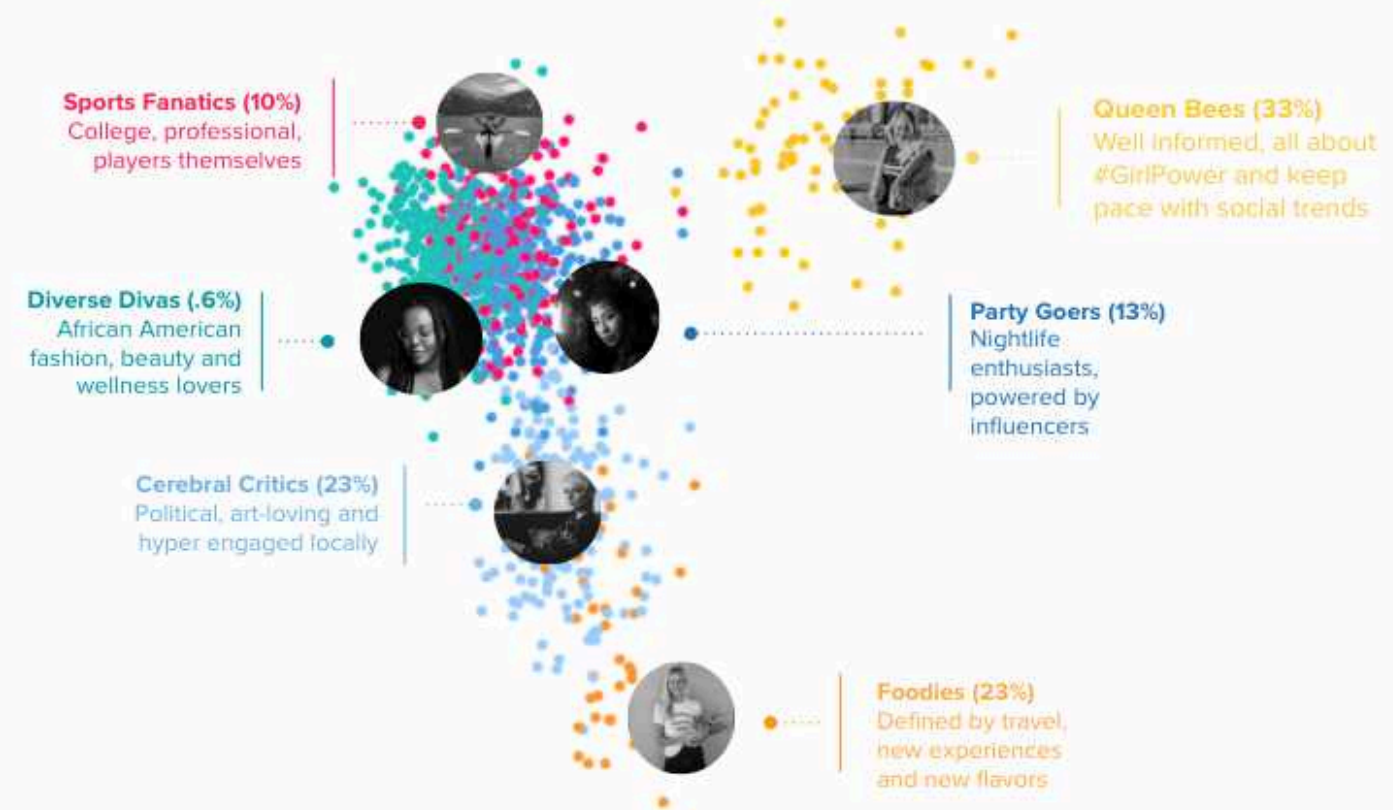 Sports Fanatics (10%)
College, professional,
players themselves
Queen Bees (33%)
Well informed, all about
#GirlPower and keep
pace with social trends
Diverse Divas (.6%)
African American
fashion, beauty and
wellness lovers
Party Goers (13%)
Nightlife
enthusiasts,
powered by
influencers
Cerebral Critics (23%)
Political, art-loving and
hyper engaged locally
Foodies (23%)
Defined by travel,
new experiences
and new flavors